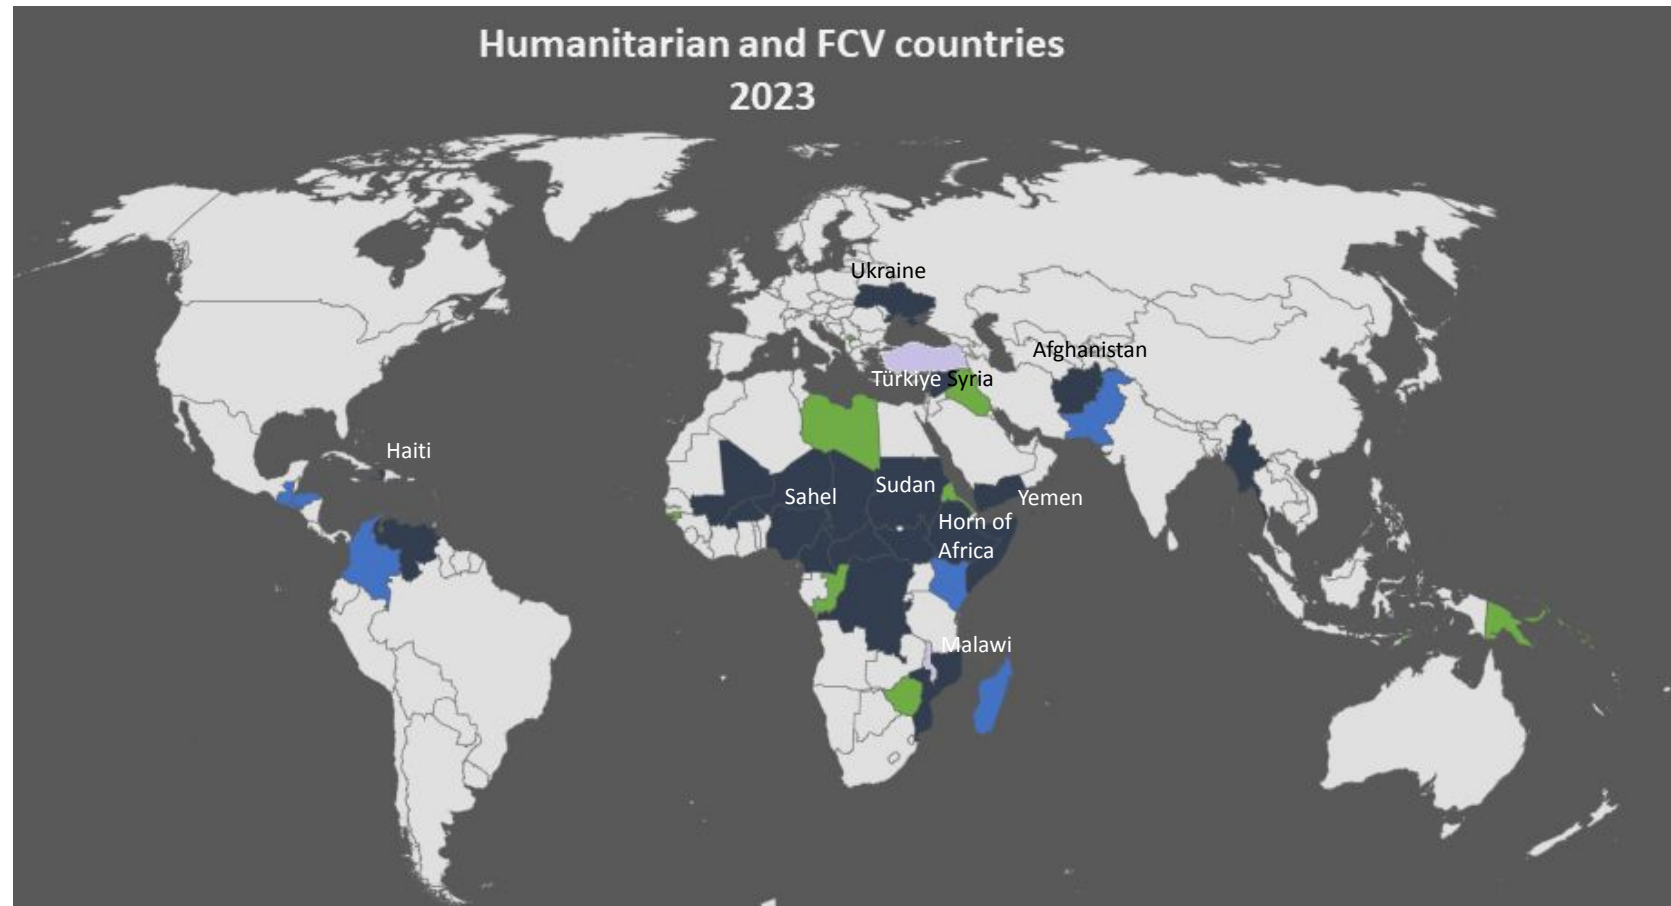 Humanitarian and FCV countries
2023
Ukraine
Afghanistan
Türkiye Syria
Haiti
Sahel
Sudan
Yemen
Horn of
Africa
Malawi